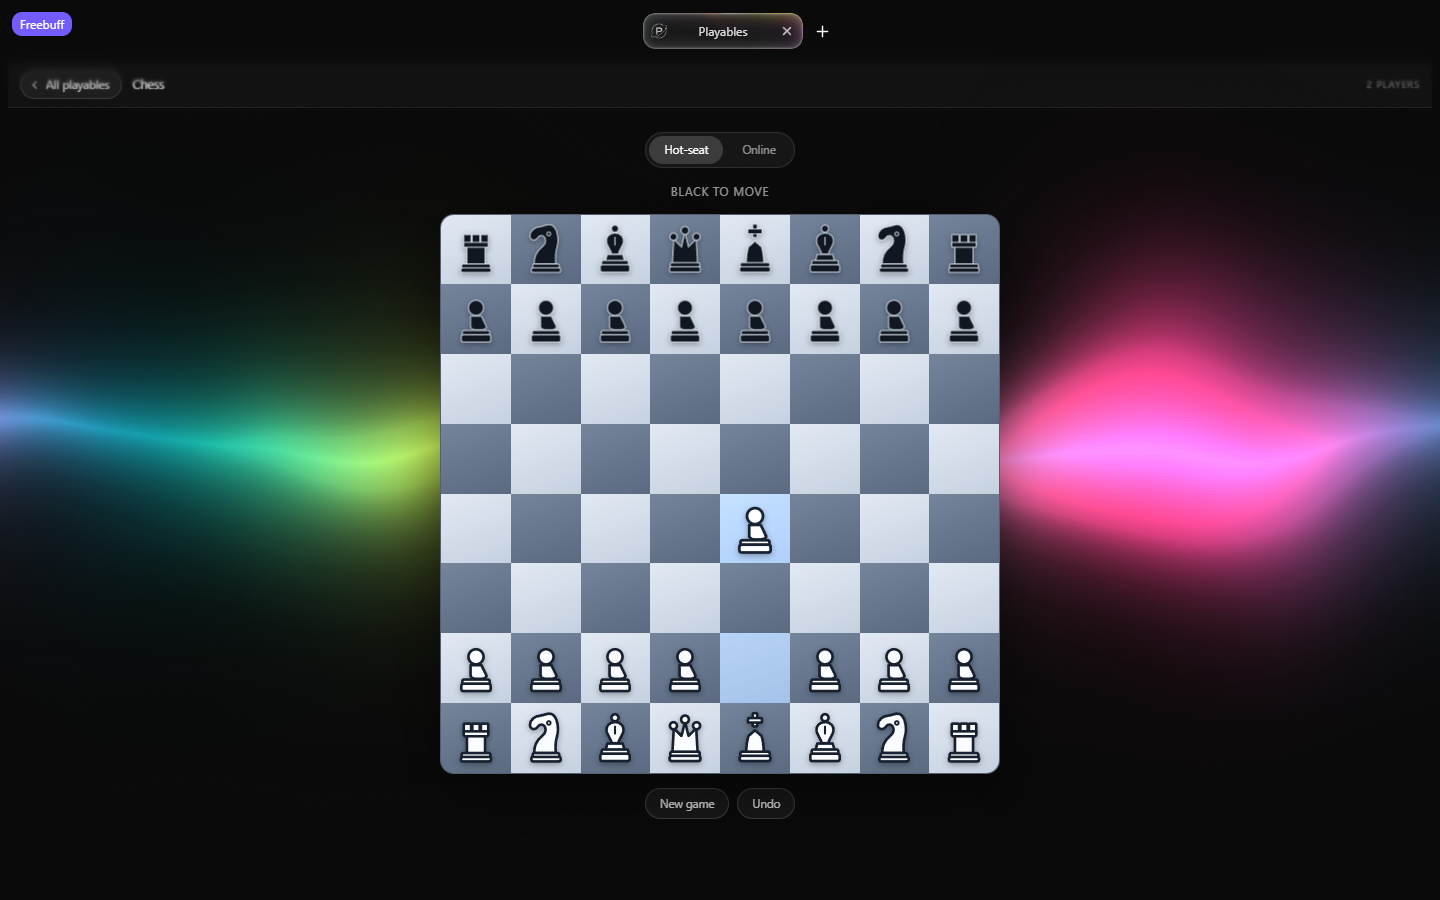 Freebuff
Playables
All playables
Chess
2 PLAYERS
Hot-seat
Online
BLACK TO MOVE
New game
Undo